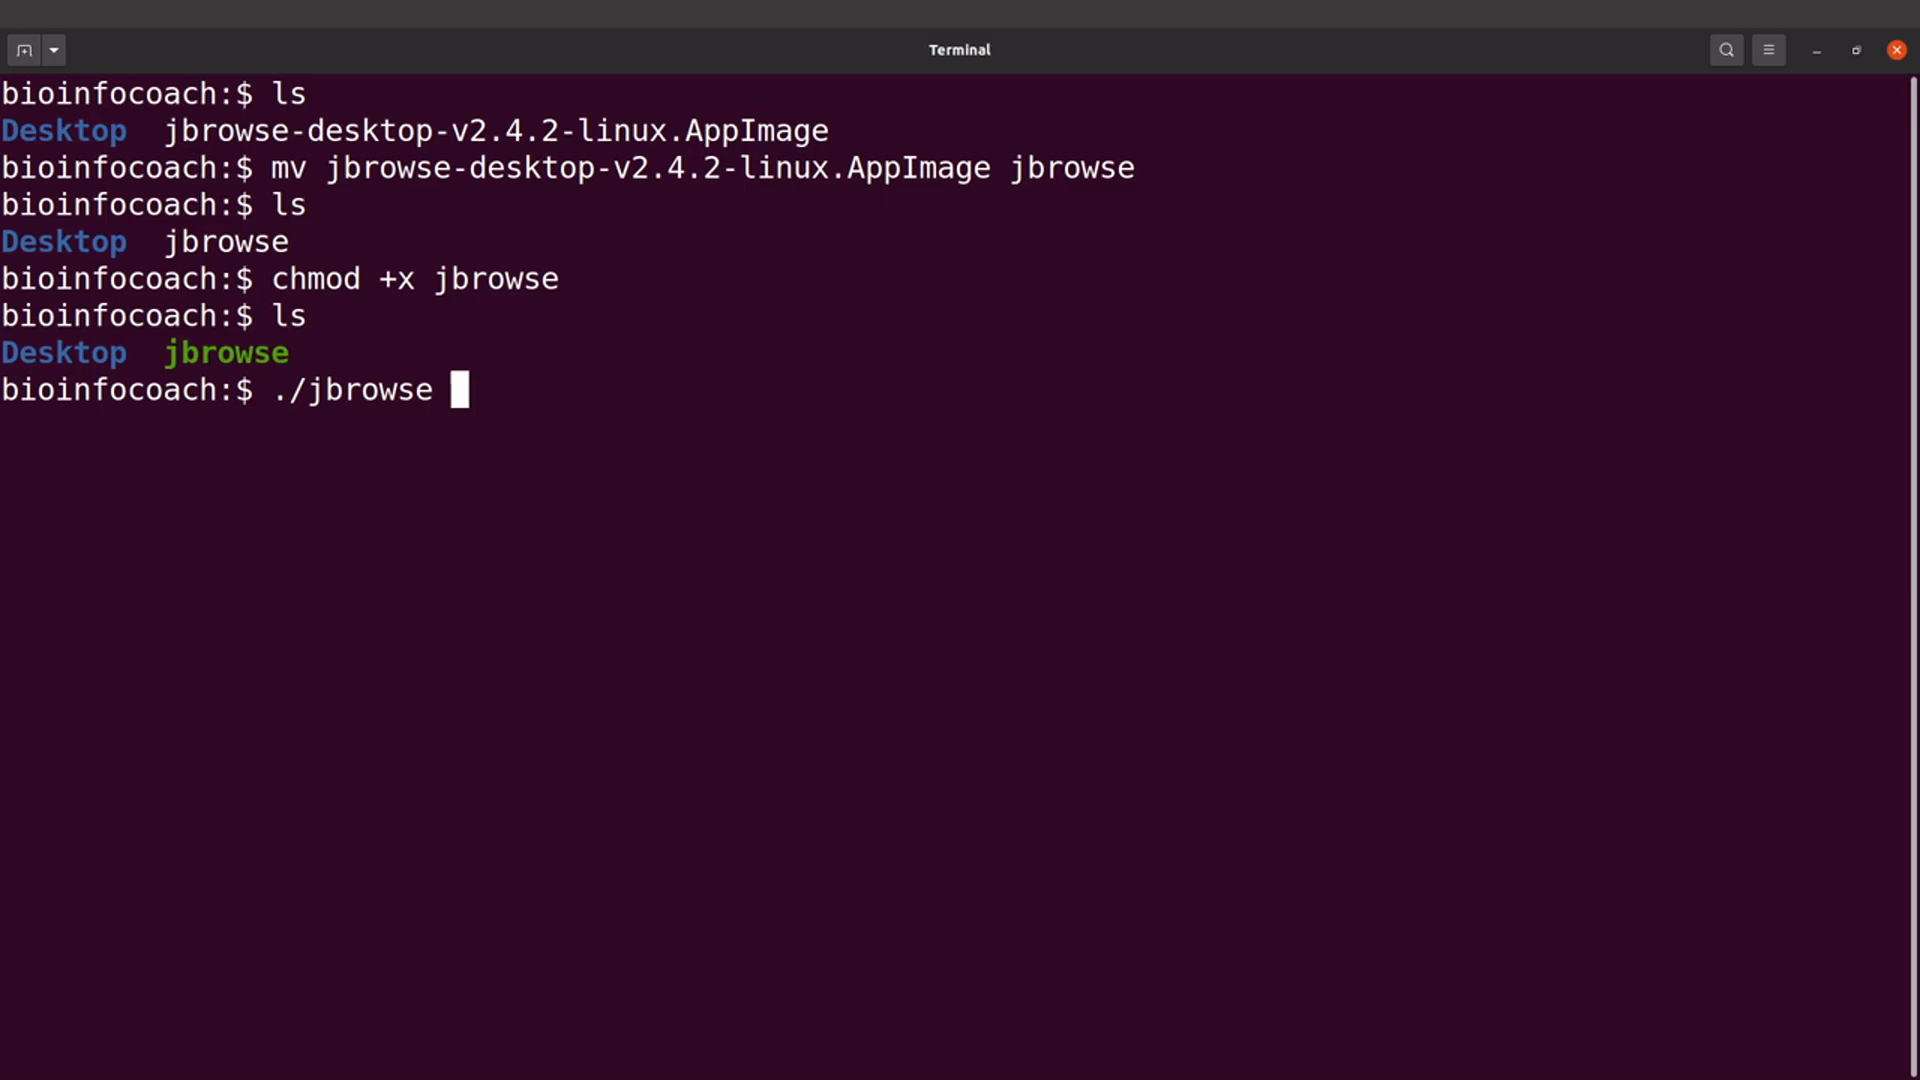 Terminal
bioinfocoach:$ ls
Desktop  jbrowse-desktop-v2.4.2-linux.AppImage
bioinfocoach:$ mv jbrowse-desktop-v2.4.2-linux.AppImage jbrowse
bioinfocoach:$ ls
Desktop  jbrowse
bioinfocoach:$ chmod +x jbrowse
bioinfocoach:$ ls
Desktop  jbrowse
bioinfocoach:$ ./jbrowse